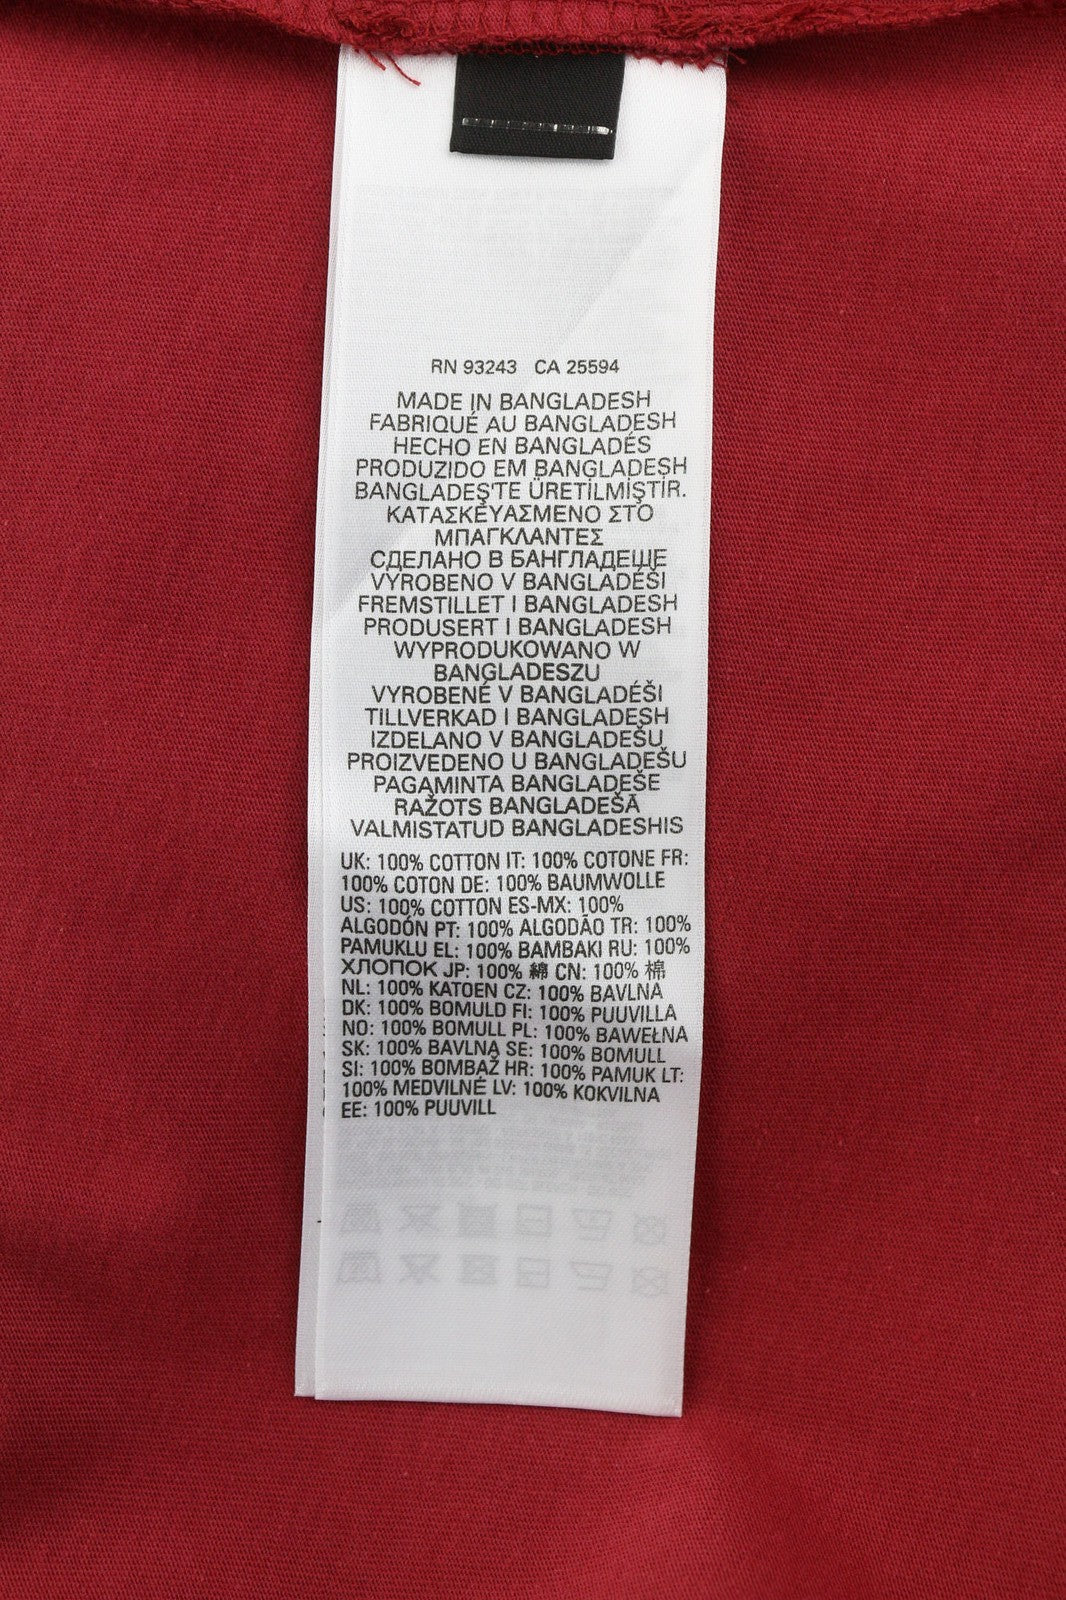 RN 93243 CA 25594
MADE IN BANGLADESH
FABRIQUÉ AU BANGLADESH
HECHO EN BANGLADÉS
PRODUZIDO EM BANGLADESH
BANGLADEŞ'TE ÜRETİLMİŞTİR.
ΚΑΤΑΣΚΕΥΑΣΜΕΝΟ ΣΤΟ
ΜΠΑΓΚΛΑΝΤΕΣ
СДЕЛАНО В БАНГЛАДЕШЕ
VYROBENO V BANGLADÉŠI
FREMSTILLET I BANGLADESH
PRODUSERT I BANGLADESH
WYPRODUKOWANO W
BANGLADESZU
VYROBENÉ V BANGLADÉŠI
TILLVERKAD I BANGLADESH
IZDELANO V BANGLADEŠU
PROIZVEDENO U BANGLADEŠU
PAGAMINTA BANGLADEŠE
RAŽOTS BANGLADEŠĀ
VALMISTATUD BANGLADESHIS
UK: 100% COTTON IT: 100% COTONE FR:
100% COTON DE: 100% BAUMWOLLE
US: 100% COTTON ES-MX: 100%
ALGODÓN PT: 100% ALGODÃO TR: 100%
PAMUKLU EL: 100% ΒΑΜΒΑΚΙ RU: 100%
ХЛОПОК JP: 100% 綿 CN: 100% 棉
NL: 100% KATOEN CZ: 100% BAVLNA
DK: 100% BOMULD FI: 100% PUUVILLA
NO: 100% BOMULL PL: 100% BAWEŁNA
SK: 100% BAVLNA SE: 100% BOMULL
SI: 100% BOMBAŽ HR: 100% PAMUK LT:
100% MEDVILNĖ LV: 100% KOKVILNA
EE: 100% PUUVILL